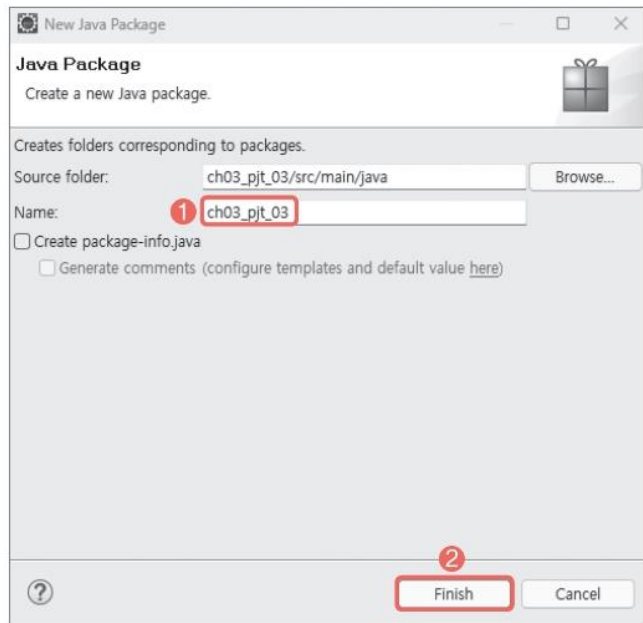 New Java Package
Java Package
Create a new Java package.
Creates folders corresponding to packages.
Source folder: ch03_pjt_03/src/main/java Browse...
Name: 1 ch03_pjt_03
Create package-info.java
Generate comments (configure templates and default value here)
2
? Finish Cancel